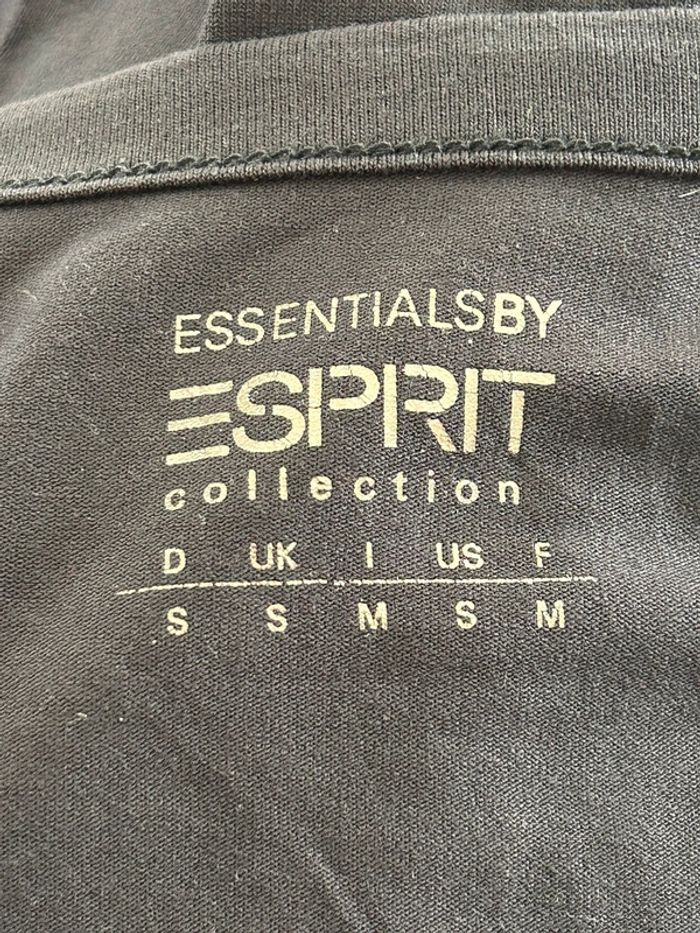 ESSENTIALSBY
ESPRIT
collection
D UK I US F
S S M S M